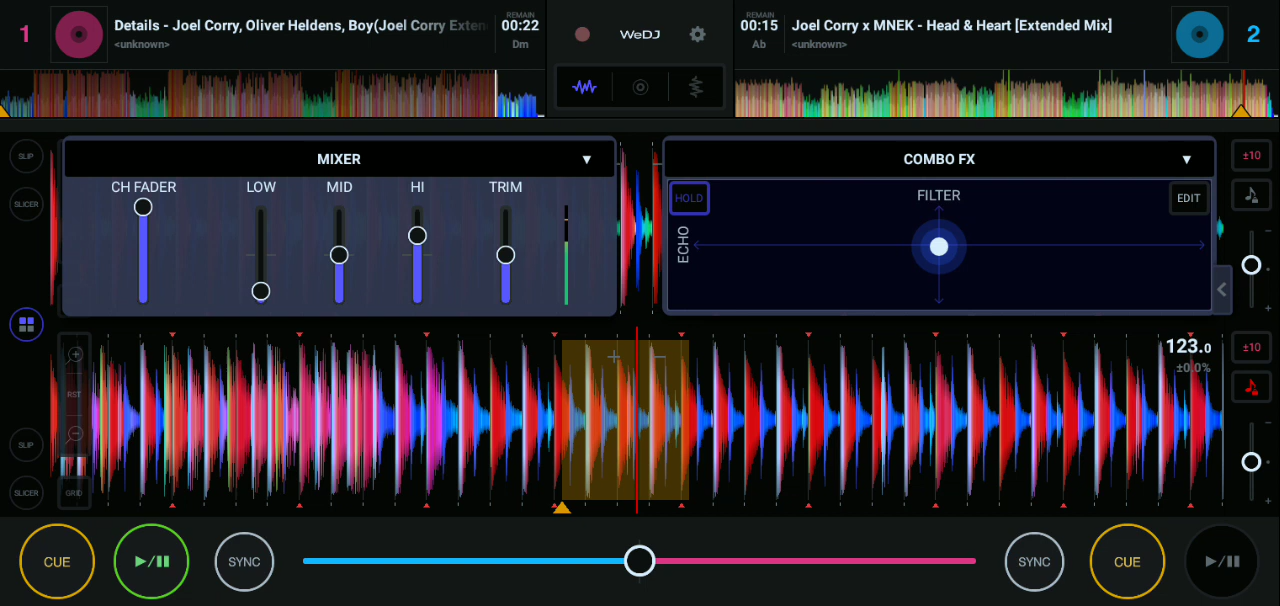 1
Details - Joel Corry, Oliver Heldens, Boy(Joel Corry Exten
<unknown>
REMAIN
00:22
Dm
WeDJ
REMAIN
00:15
Ab
Joel Corry x MNEK - Head & Heart [Extended Mix]
<unknown>
2
SLIP
SLICER
MIXER
CH FADER
LOW
MID
HI
TRIM
COMBO FX
HOLD
FILTER
EDIT
ECHO
±10
123.0
±0.0%
±10
RST
SLIP
SLICER
GRID
CUE
SYNC
SYNC
CUE